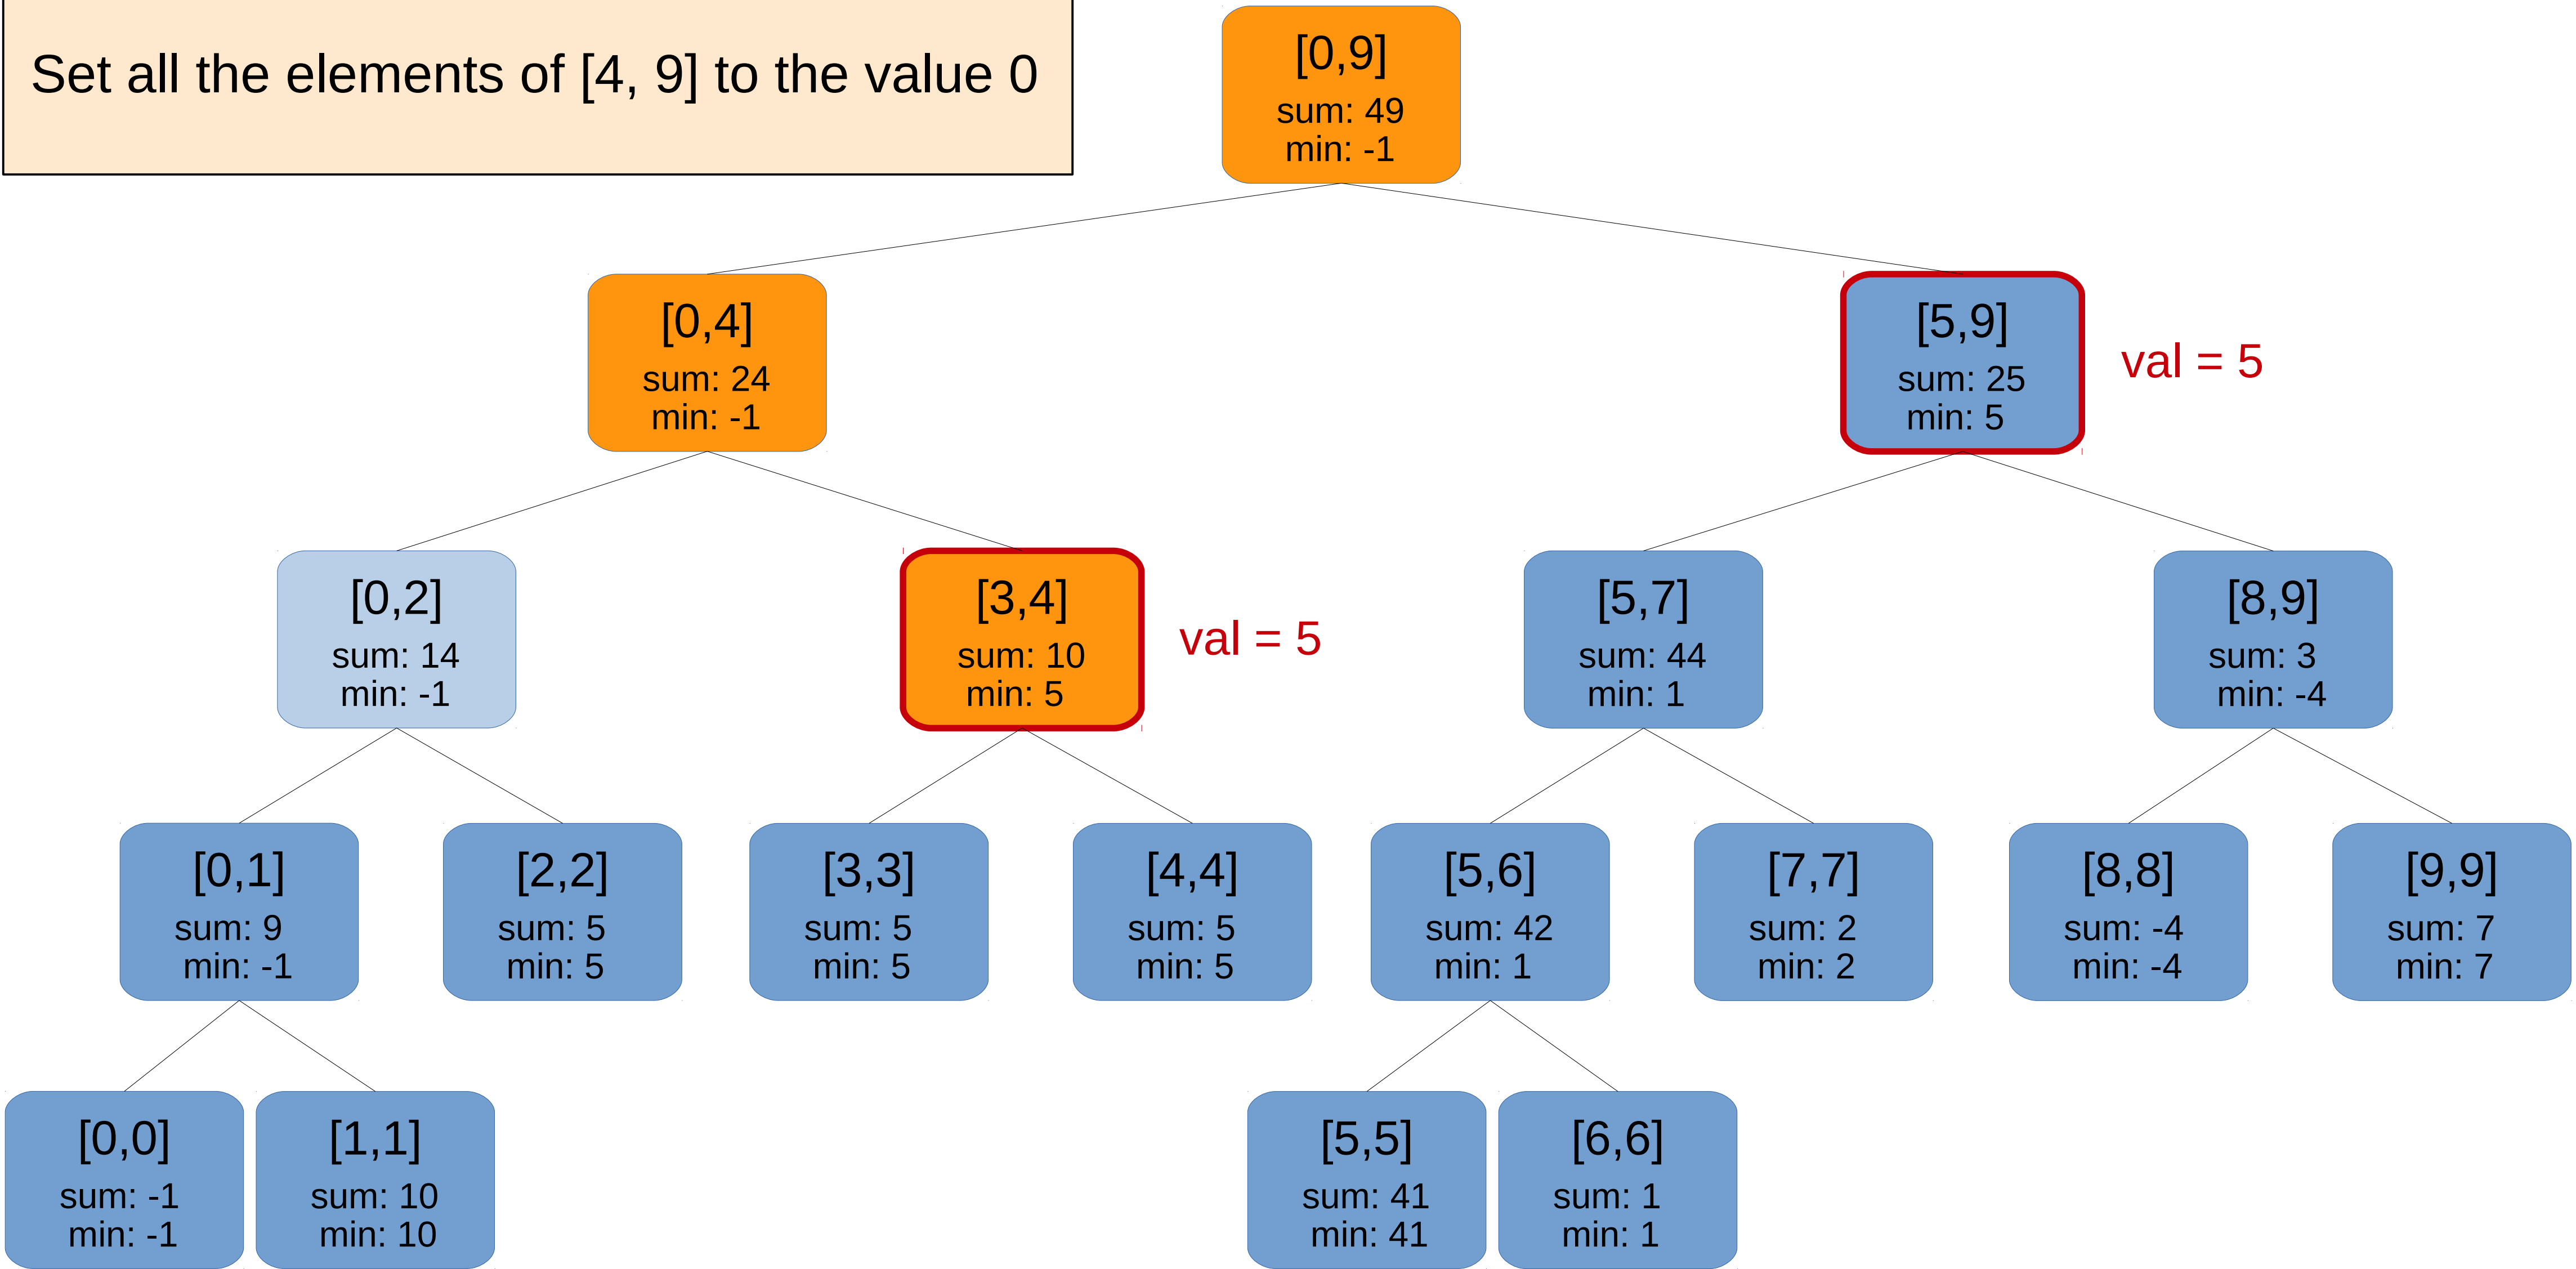 Set all the elements of [4, 9] to the value 0
[0,9]
sum: 49
min: -1
[0,4]
sum: 24
min: -1
[5,9]
sum: 25
min: 5
val = 5
[0,2]
sum: 14
min: -1
[3,4]
sum: 10
min: 5
val = 5
[5,7]
sum: 44
min: 1
[8,9]
sum: 3
min: -4
[0,1]
sum: 9
min: -1
[2,2]
sum: 5
min: 5
[3,3]
sum: 5
min: 5
[4,4]
sum: 5
min: 5
[5,6]
sum: 42
min: 1
[7,7]
sum: 2
min: 2
[8,8]
sum: -4
min: -4
[9,9]
sum: 7
min: 7
[0,0]
sum: -1
min: -1
[1,1]
sum: 10
min: 10
[5,5]
sum: 41
min: 41
[6,6]
sum: 1
min: 1